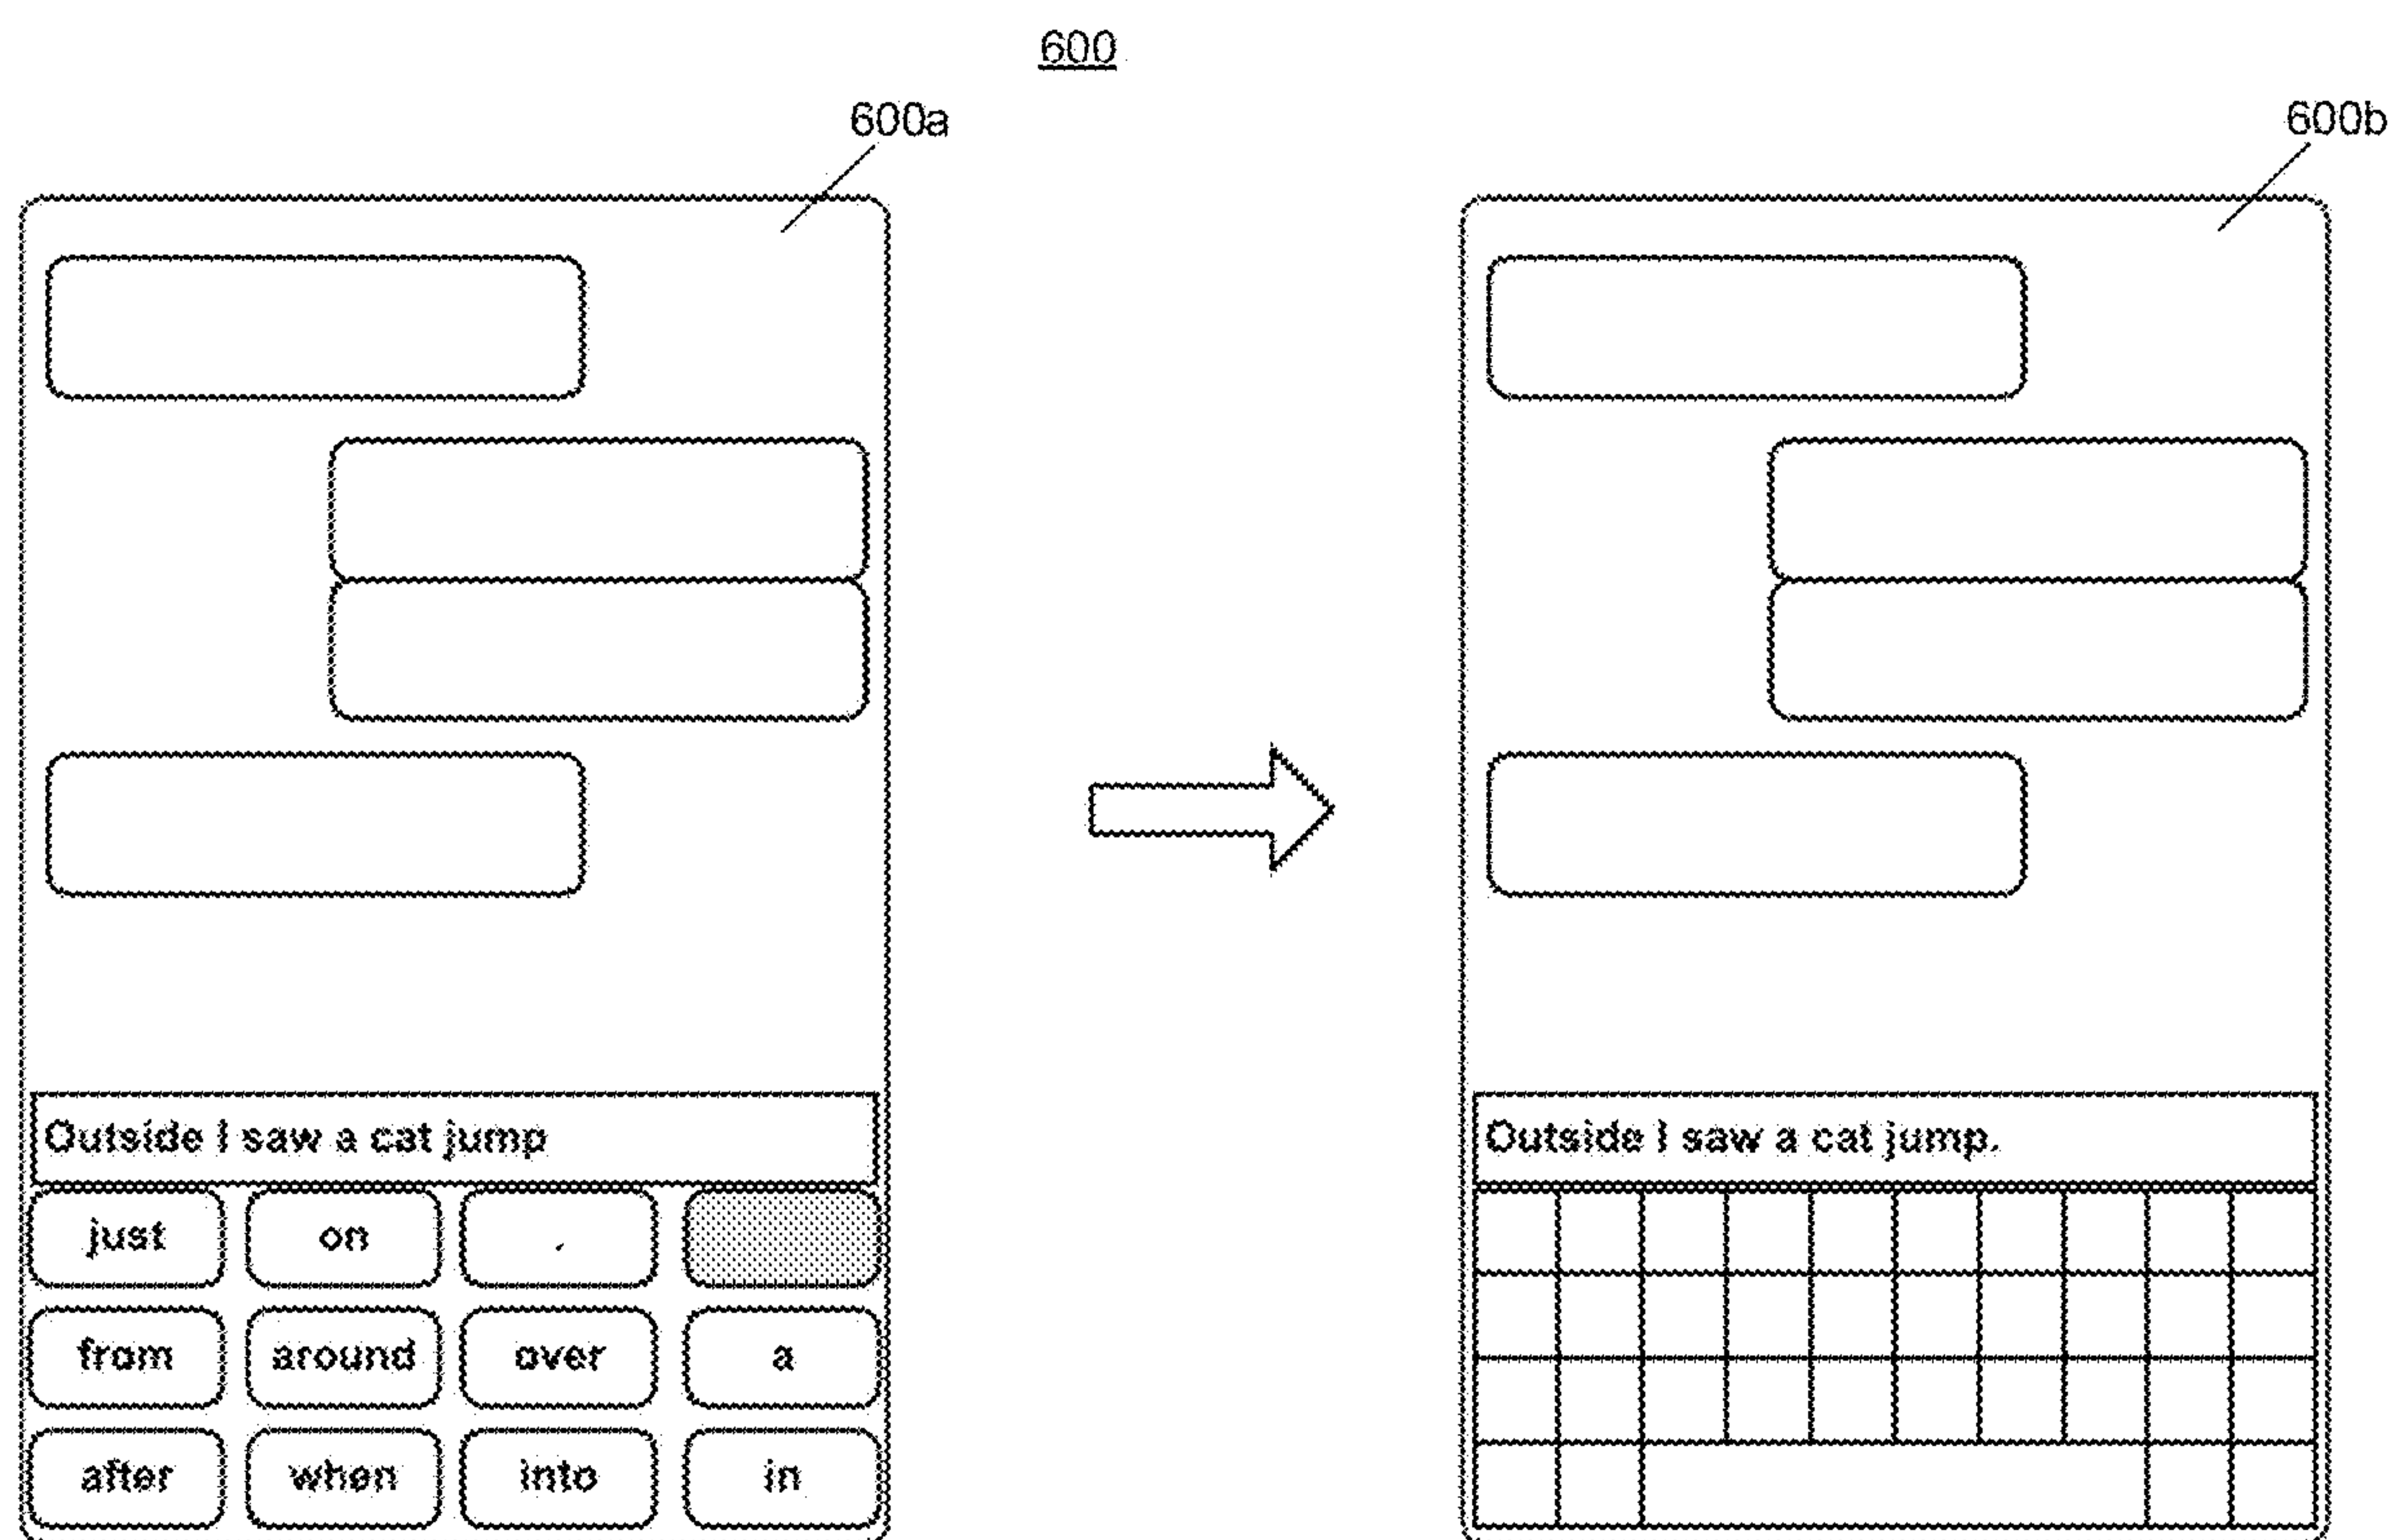 600
600a
600b
Outside I saw a cat jump
just on .
from around over a
after when into in
Outside I saw a cat jump.